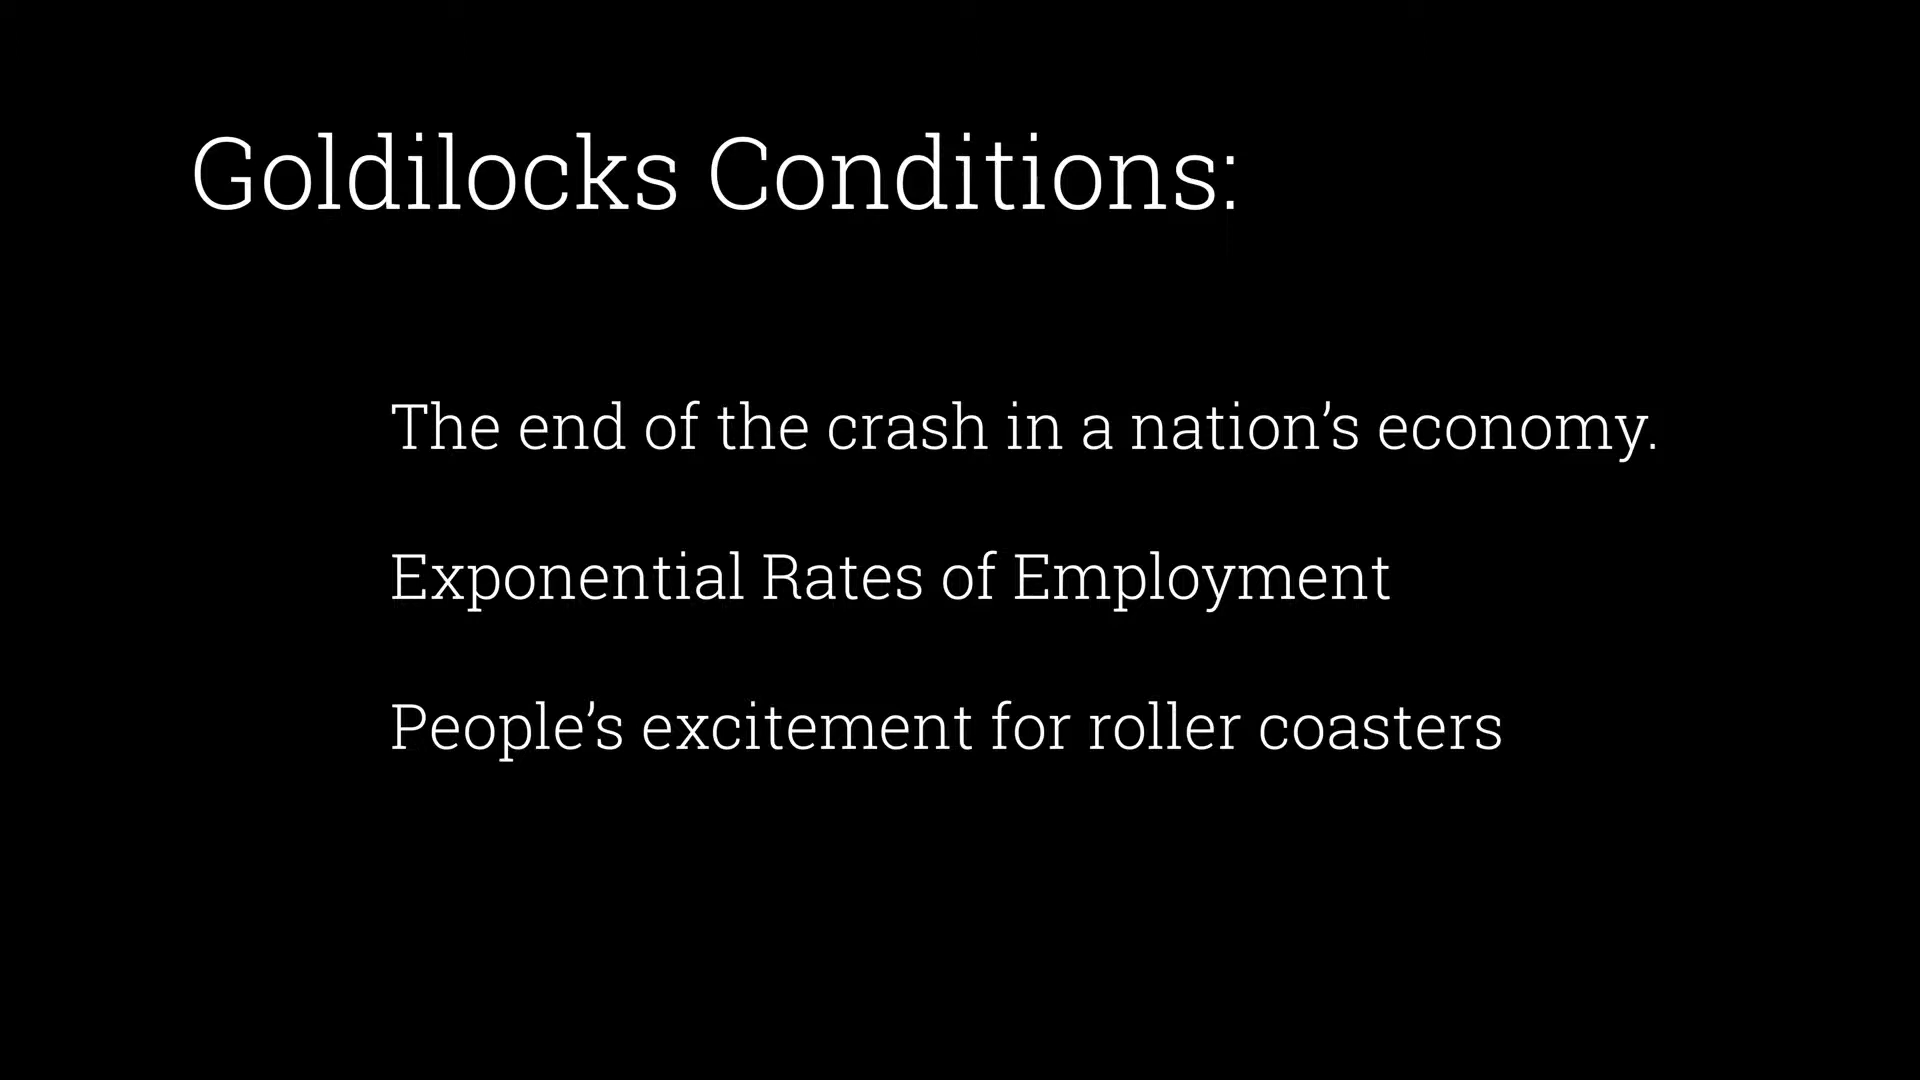 Goldilocks Conditions:
The end of the crash in a nation’s economy.
Exponential Rates of Employment
People’s excitement for roller coasters